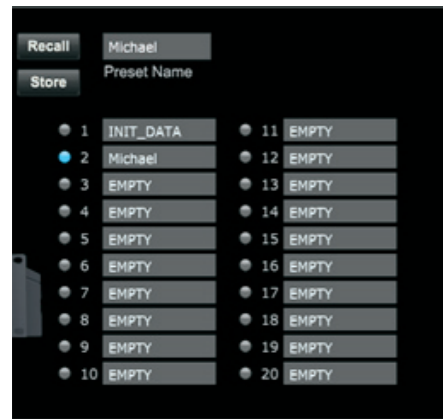 Recall Michael
Preset Name
Store
1 INIT_DATA 11 EMPTY
2 Michael 12 EMPTY
3 EMPTY 13 EMPTY
4 EMPTY 14 EMPTY
5 EMPTY 15 EMPTY
6 EMPTY 16 EMPTY
7 EMPTY 17 EMPTY
8 EMPTY 18 EMPTY
9 EMPTY 19 EMPTY
10 EMPTY 20 EMPTY